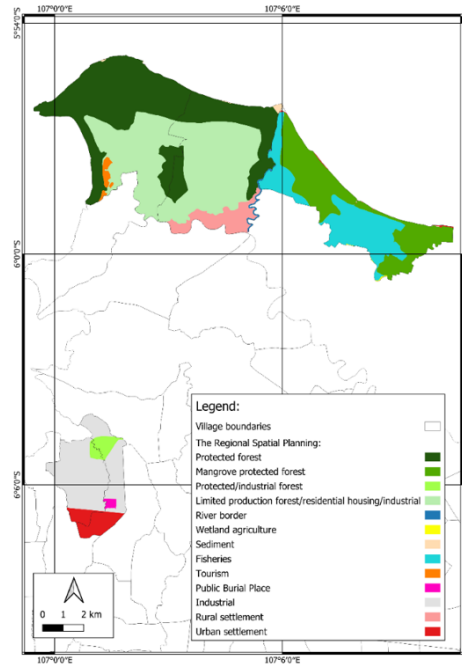 107°0'0"E
107°6'0"E
5°54'0"S
6°0'0"S
6°6'0"S
Legend:
Village boundaries
The Regional Spatial Planning:
Protected forest
Mangrove protected forest
Protected/industrial forest
Limited production forest/residential housing/industrial
River border
Wetland agriculture
Sediment
Fisheries
Tourism
Public Burial Place
Industrial
Rural settlement
Urban settlement
0 1 2 km
107°0'0"E
107°6'0"E